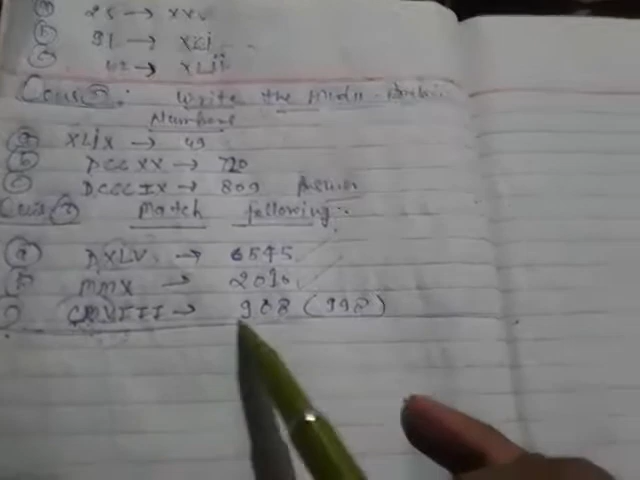 25 → XXV
91 → XCi
42 → XLii
Write the Hindu-Arabic
Numbers
(a) XLiX → 49
(b) DCCXX → 720
(c) DCCCIX → 809
Match following:-
(a) DXLV → 6545
(b) MMX → 2010
CMVIII → 908 (998)